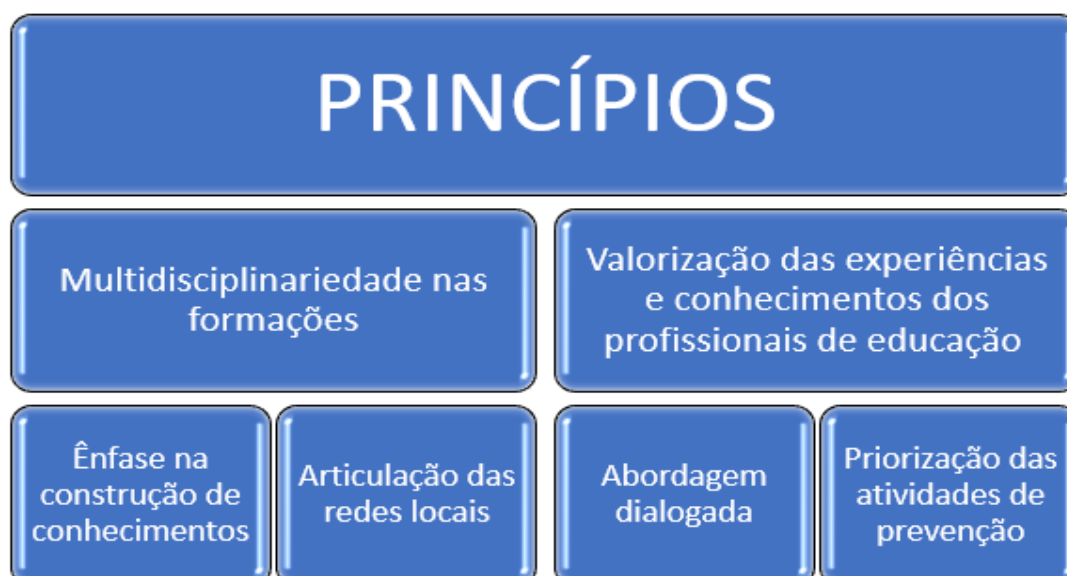 PRINCÍPIOS
Multidisciplinariedade nas
formações
Valorização das experiências
e conhecimentos dos
profissionais de educação
Ênfase na
construção de
conhecimentos
Articulação das
redes locais
Abordagem
dialogada
Priorização das
atividades de
prevenção